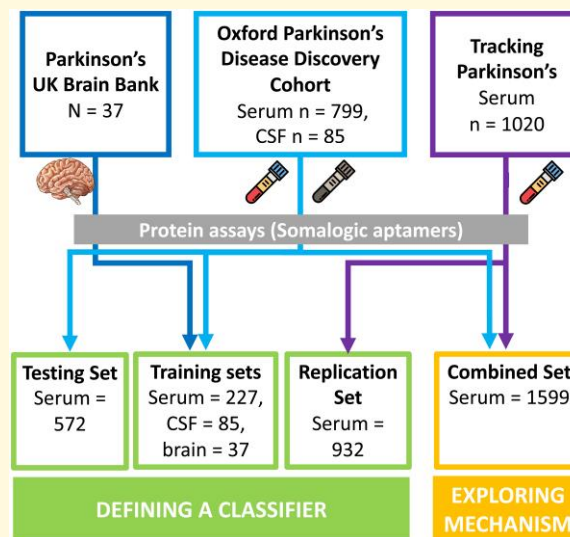 Parkinson's
UK Brain Bank
N = 37
Oxford Parkinson's
Disease Discovery
Cohort
Serum n = 799,
CSF n = 85
Tracking
Parkinson's
Serum
n = 1020
Protein assays (Somalogic aptamers)
Testing Set
Serum =
572
Training sets
Serum = 227,
CSF = 85,
brain = 37
Replication
Set
Serum =
932
Combined Set
Serum = 1599
DEFINING A CLASSIFIER
EXPLORING
MECHANISM